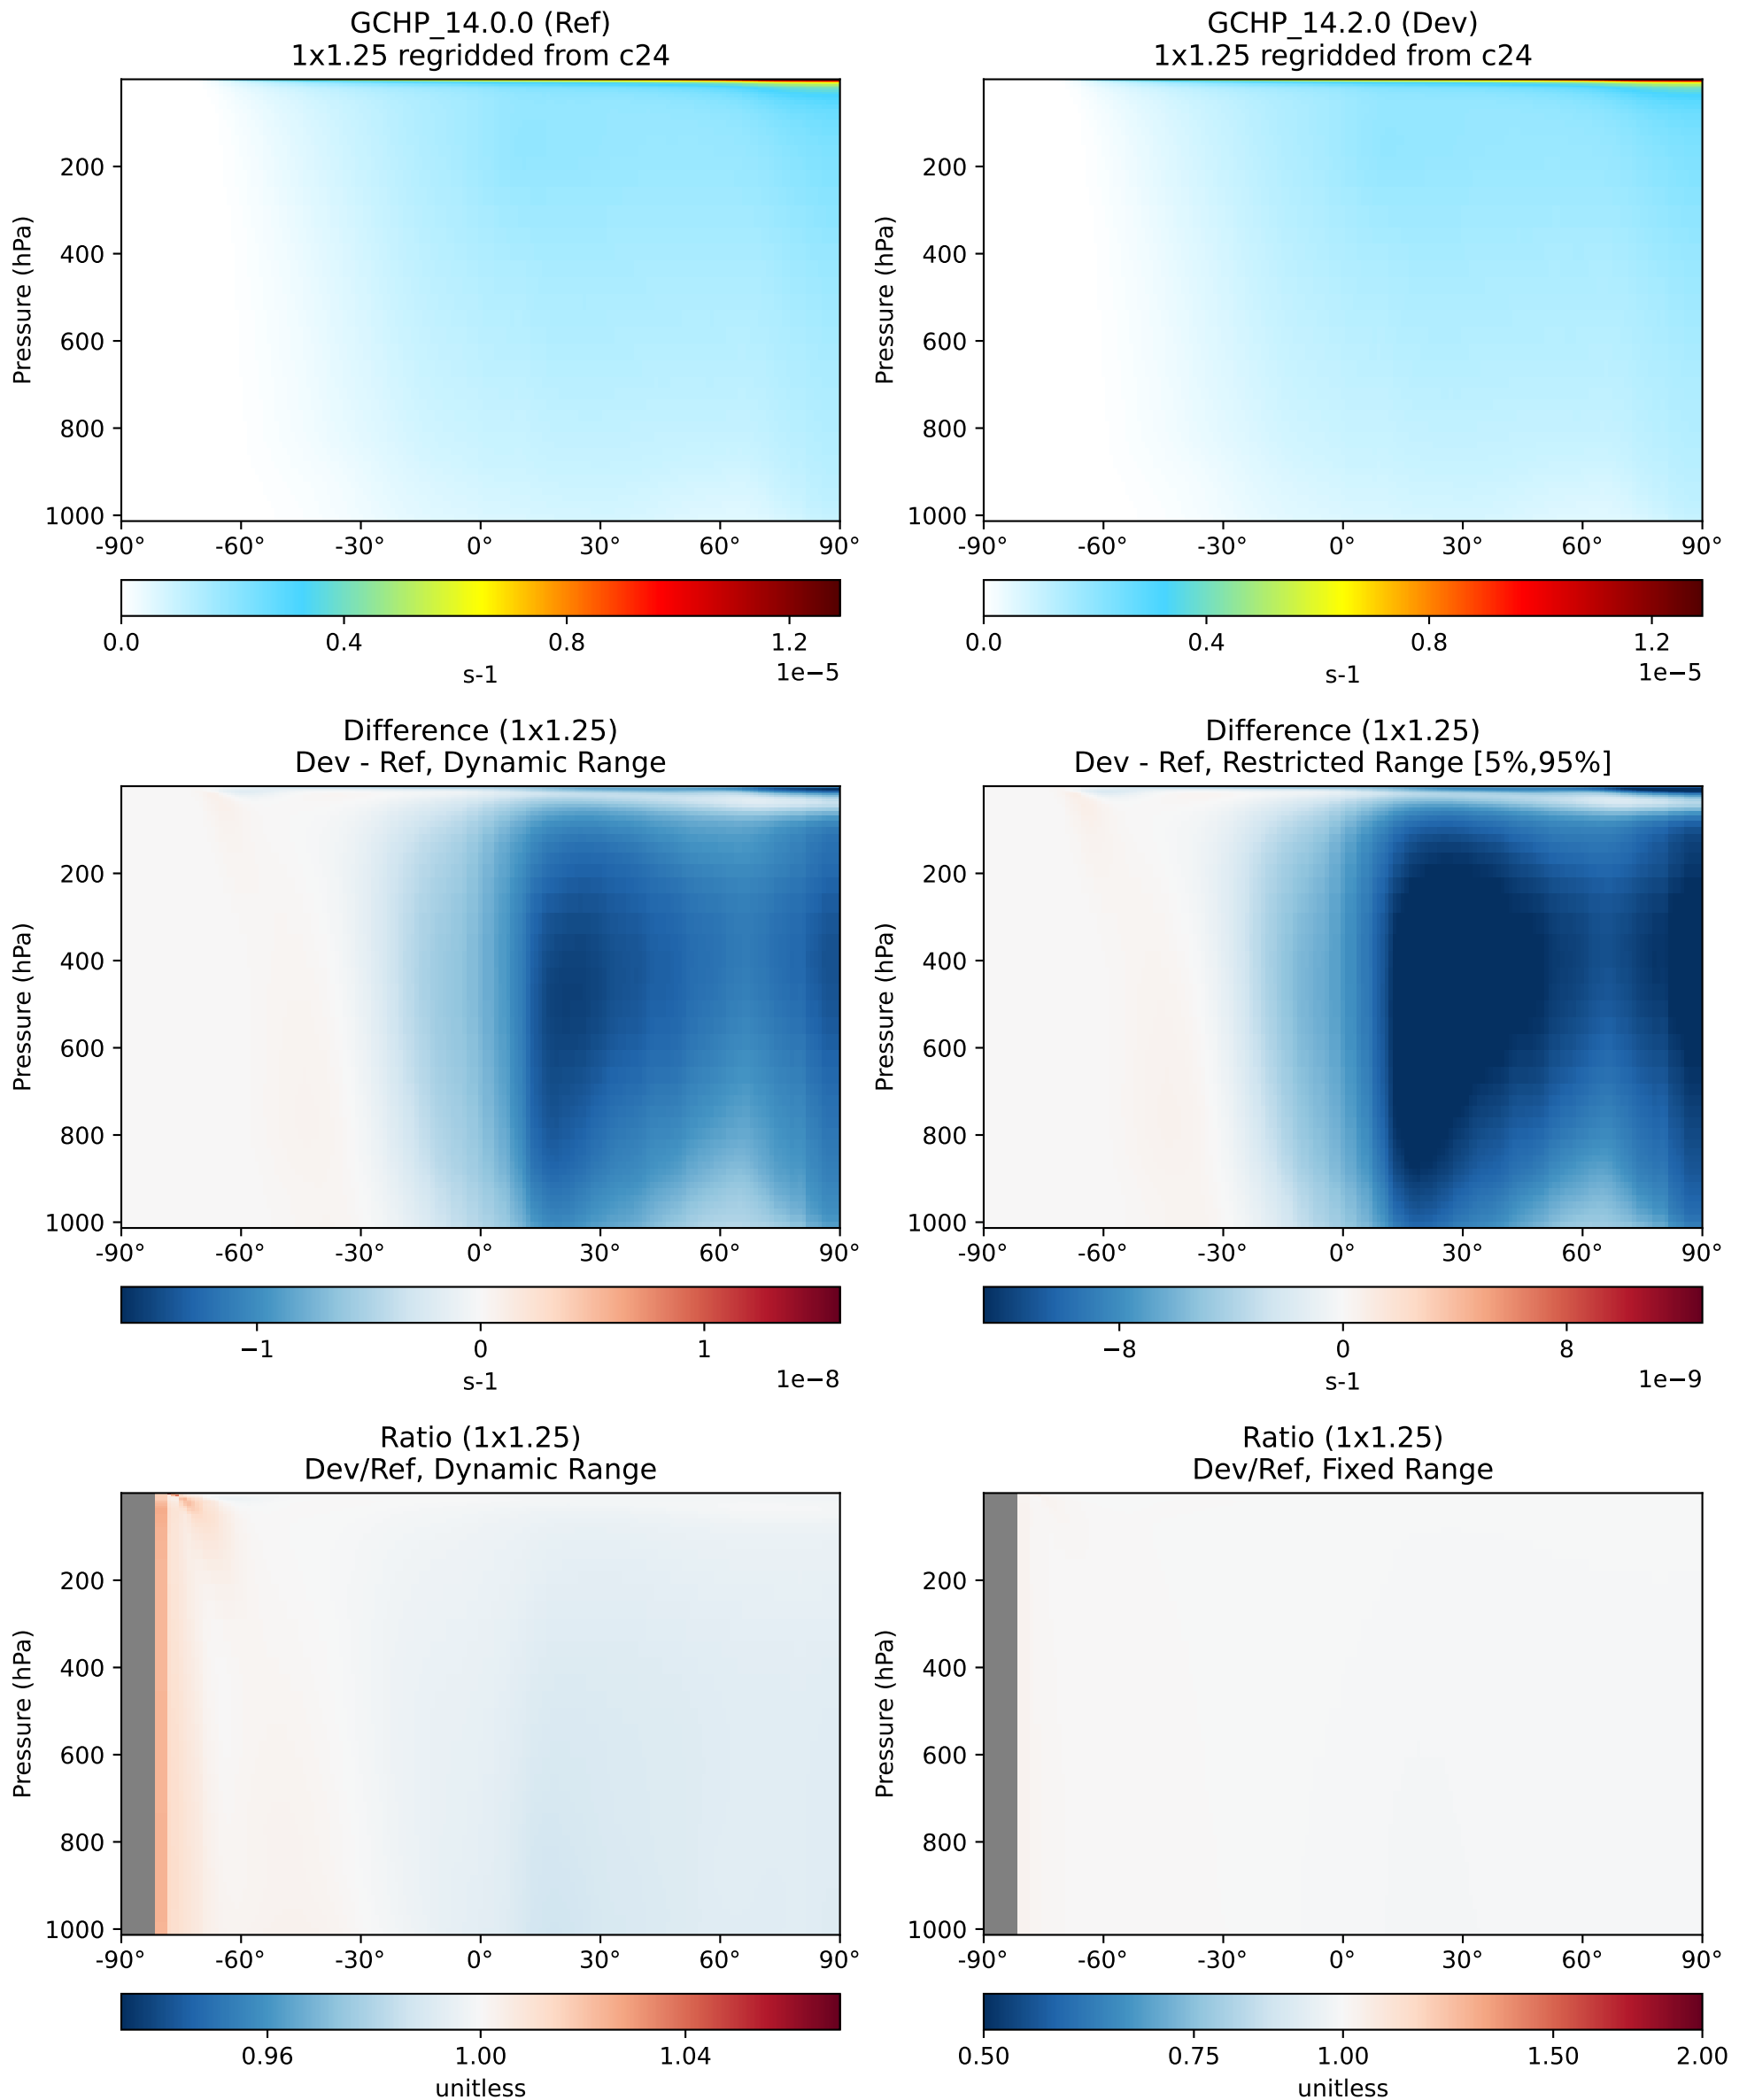 GCHP_14.0.0 (Ref)
1x1.25 regridded from c24
Pressure (hPa)
200
400
600
800
1000
-90° -60° -30° 0° 30° 60° 90°
0.0 0.4 0.8 1.2
1e−5
s-1
GCHP_14.2.0 (Dev)
1x1.25 regridded from c24
Pressure (hPa)
200
400
600
800
1000
-90° -60° -30° 0° 30° 60° 90°
0.0 0.4 0.8 1.2
1e−5
s-1
Difference (1x1.25)
Dev - Ref, Dynamic Range
Pressure (hPa)
200
400
600
800
1000
-90° -60° -30° 0° 30° 60° 90°
−1 0 1
1e−8
s-1
Difference (1x1.25)
Dev - Ref, Restricted Range [5%,95%]
Pressure (hPa)
200
400
600
800
1000
-90° -60° -30° 0° 30° 60° 90°
−8 0 8
1e−9
s-1
Ratio (1x1.25)
Dev/Ref, Dynamic Range
Pressure (hPa)
200
400
600
800
1000
-90° -60° -30° 0° 30° 60° 90°
0.96 1.00 1.04
unitless
Ratio (1x1.25)
Dev/Ref, Fixed Range
Pressure (hPa)
200
400
600
800
1000
-90° -60° -30° 0° 30° 60° 90°
0.50 0.75 1.00 1.50 2.00
unitless